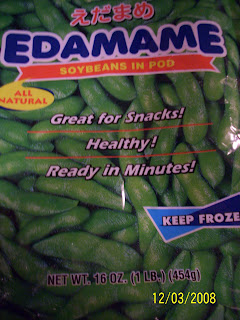 えだまめ
EDAMAME
SOYBEANS IN POD
ALL
NATURAL
Great for Snacks!
Healthy!
Ready in Minutes!
KEEP FROZE
NET WT. 16 OZ. (1 LB.) (454g)
12/03/2008